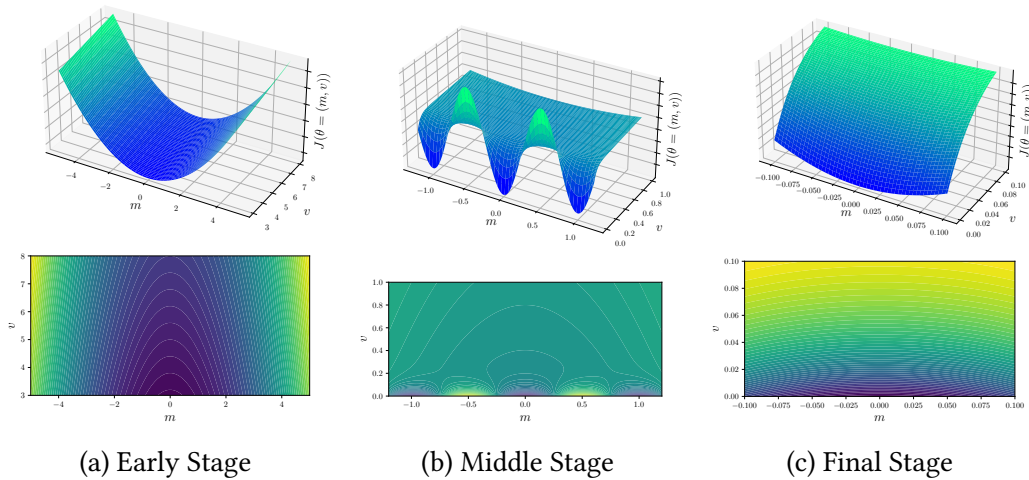 J(θ = (m, v))
−4 −2 0 2 4
m
3 4 5 6 7 8
v
J(θ = (m, v))
−1.0 −0.5 0.0 0.5 1.0
m
0.0 0.2 0.4 0.6 0.8 1.0
v
J(θ = (m, v))
−0.100 −0.075 −0.050 −0.025 0.000 0.025 0.050 0.075 0.100
m
0.00 0.02 0.04 0.06 0.08 0.10
v
8
7
6
5
4
3
v
−4 −2 0 2 4
m
1.0
0.8
0.6
0.4
0.2
0.0
v
−1.0 −0.5 0.0 0.5 1.0
m
0.10
0.08
0.06
0.04
0.02
0.00
v
−0.100 −0.075 −0.050 −0.025 0.000 0.025 0.050 0.075 0.100
m
(a) Early Stage
(b) Middle Stage
(c) Final Stage